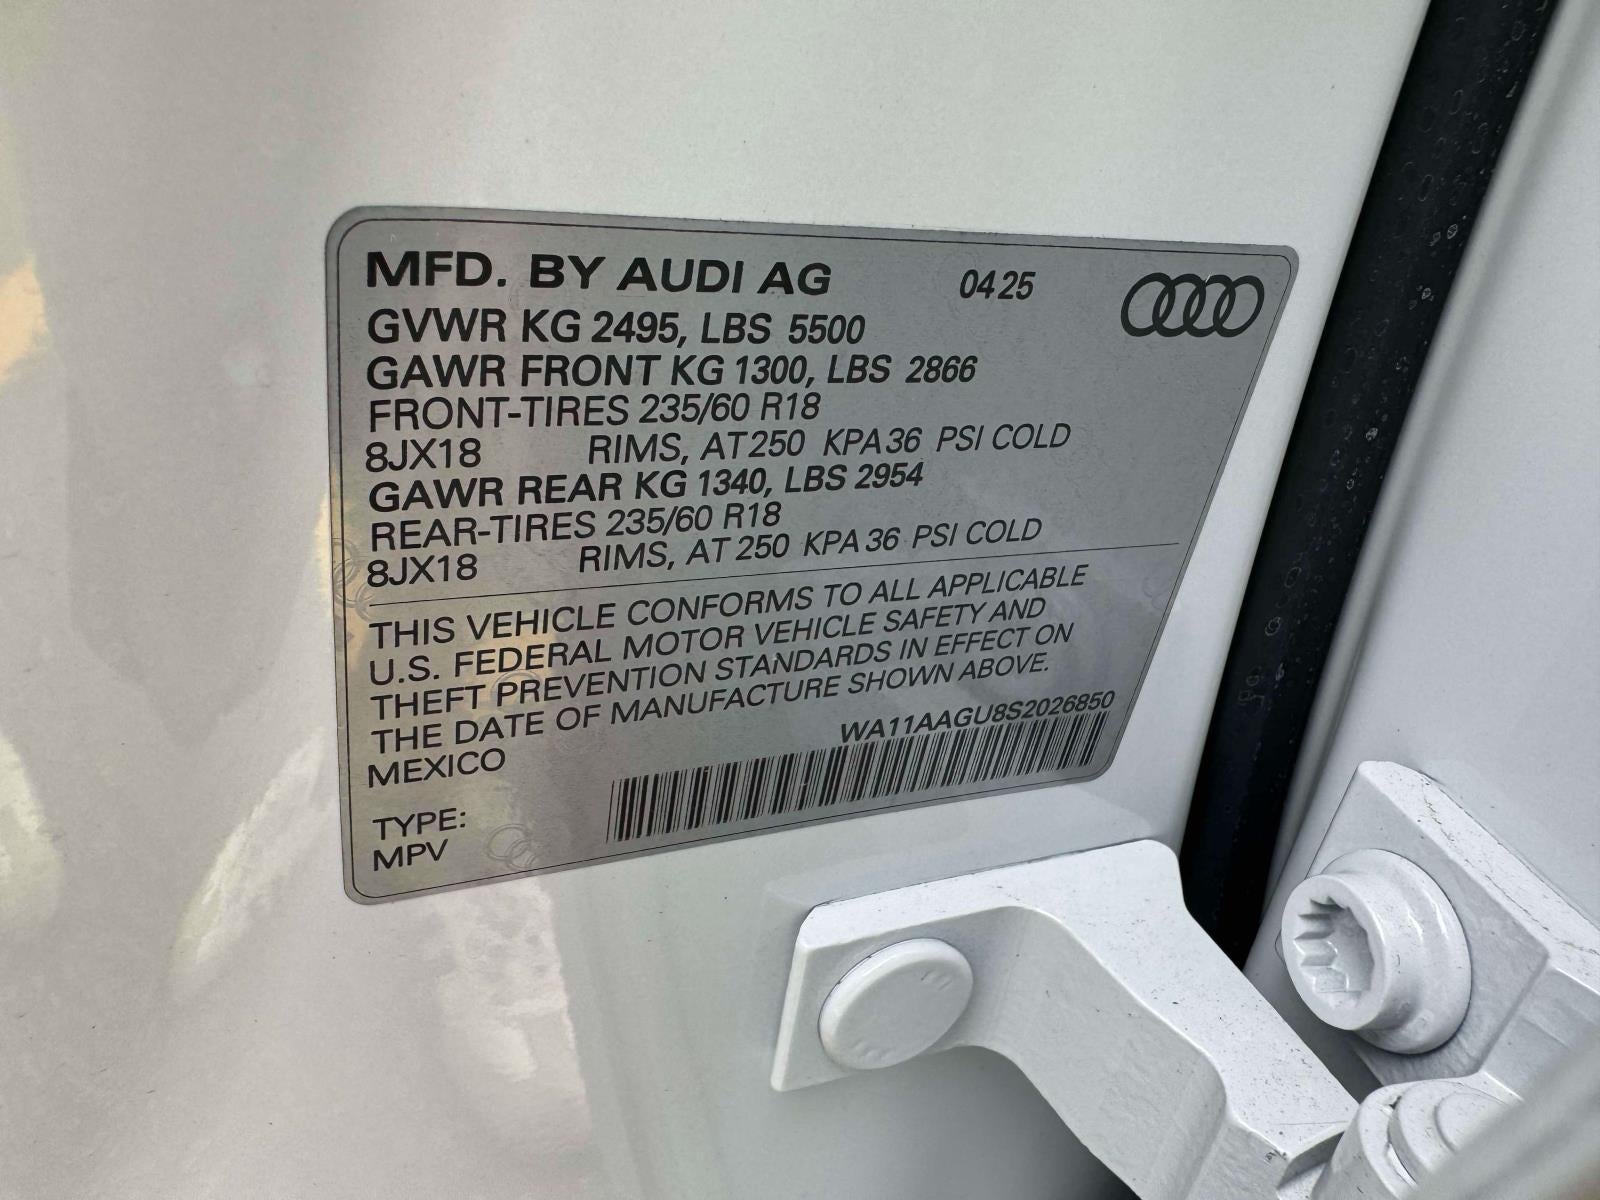 MFD. BY AUDI AG 04 25
GVWR KG 2495, LBS 5500
GAWR FRONT KG 1300, LBS 2866
FRONT-TIRES 235/60 R18
8JX18 RIMS, AT 250 KPA 36 PSI COLD
GAWR REAR KG 1340, LBS 2954
REAR-TIRES 235/60 R18
8JX18 RIMS, AT 250 KPA 36 PSI COLD
THIS VEHICLE CONFORMS TO ALL APPLICABLE
U.S. FEDERAL MOTOR VEHICLE SAFETY AND
THEFT PREVENTION STANDARDS IN EFFECT ON
THE DATE OF MANUFACTURE SHOWN ABOVE.
MEXICO
WA11AAGU8S2026850
TYPE:
MPV